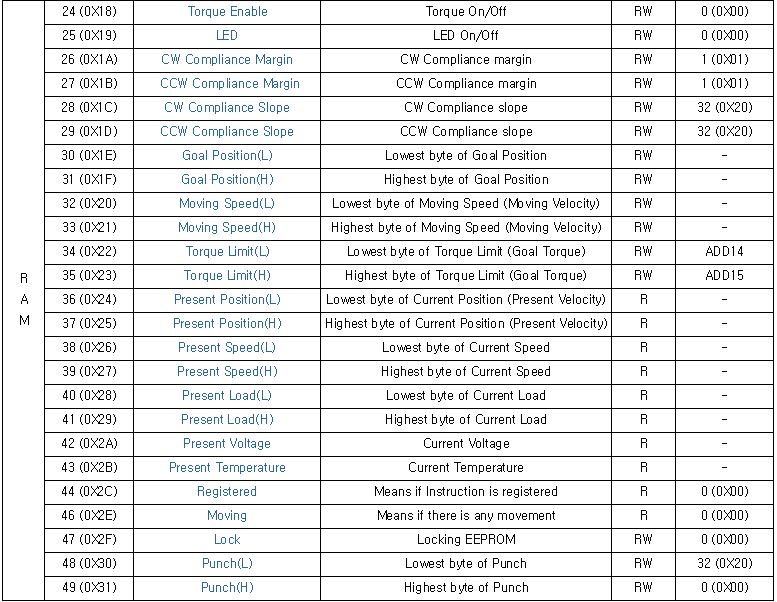 24 (0X18) Torque Enable Torque On/Off RW 0 (0X00)
25 (0X19) LED LED On/Off RW 0 (0X00)
26 (0X1A) CW Compliance Margin CW Compliance margin RW 1 (0X01)
27 (0X1B) CCW Compliance Margin CCW Compliance margin RW 1 (0X01)
28 (0X1C) CW Compliance Slope CW Compliance slope RW 32 (0X20)
29 (0X1D) CCW Compliance Slope CCW Compliance slope RW 32 (0X20)
30 (0X1E) Goal Position(L) Lowest byte of Goal Position RW -
31 (0X1F) Goal Position(H) Highest byte of Goal Position RW -
32 (0X20) Moving Speed(L) Lowest byte of Moving Speed (Moving Velocity) RW -
33 (0X21) Moving Speed(H) Highest byte of Moving Speed (Moving Velocity) RW -
34 (0X22) Torque Limit(L) Lowest byte of Torque Limit (Goal Torque) RW ADD14
R 35 (0X23) Torque Limit(H) Highest byte of Torque Limit (Goal Torque) RW ADD15
A 36 (0X24) Present Position(L) Lowest byte of Current Position (Present Velocity) R -
M 37 (0X25) Present Position(H) Highest byte of Current Position (Present Velocity) R -
38 (0X26) Present Speed(L) Lowest byte of Current Speed R -
39 (0X27) Present Speed(H) Highest byte of Current Speed R -
40 (0X28) Present Load(L) Lowest byte of Current Load R -
41 (0X29) Present Load(H) Highest byte of Current Load R -
42 (0X2A) Present Voltage Current Voltage R -
43 (0X2B) Present Temperature Current Temperature R -
44 (0X2C) Registered Means if Instruction is registered R 0 (0X00)
46 (0X2E) Moving Means if there is any movement R 0 (0X00)
47 (0X2F) Lock Locking EEPROM RW 0 (0X00)
48 (0X30) Punch(L) Lowest byte of Punch RW 32 (0X20)
49 (0X31) Punch(H) Highest byte of Punch RW 0 (0X00)